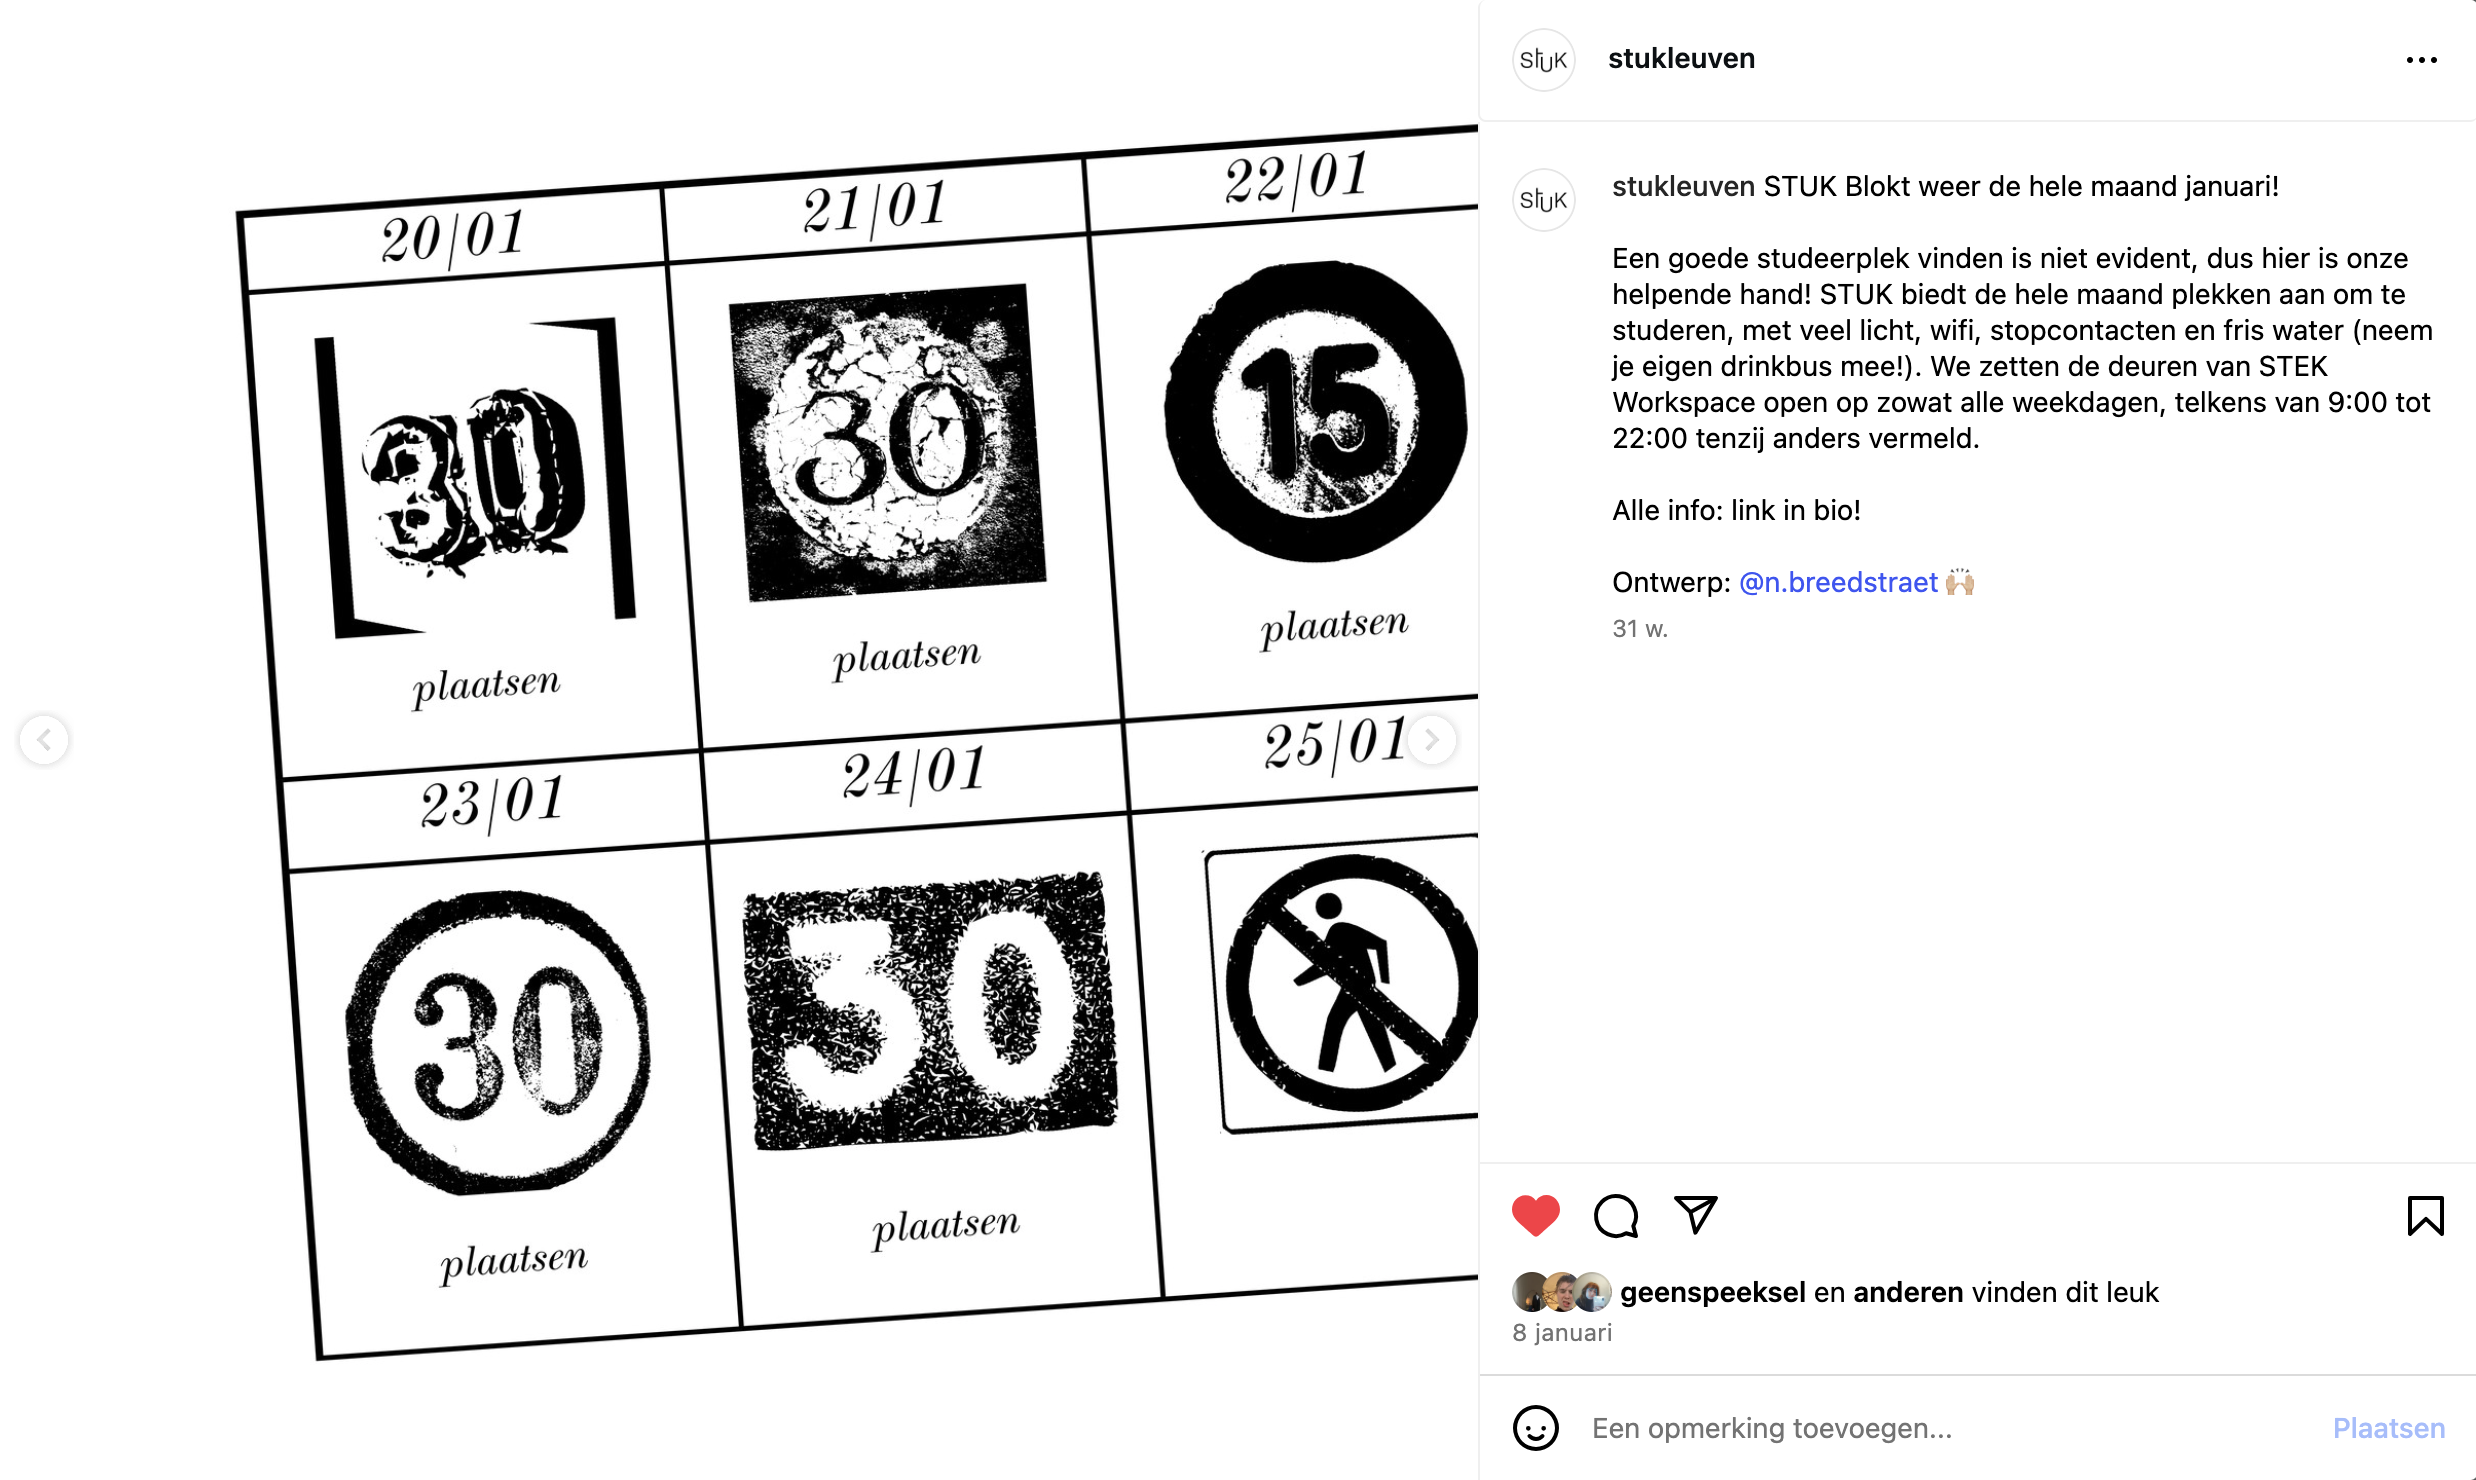 20|01
21|01
22|01
30
30
15
plaatsen
plaatsen
plaatsen
23|01
24|01
25|01
30
30
plaatsen
plaatsen
STUK
stukleuven
STUK
stukleuven STUK Blokt weer de hele maand januari!
Een goede studeerplek vinden is niet evident, dus hier is onze
helpende hand! STUK biedt de hele maand plekken aan om te
studeren, met veel licht, wifi, stopcontacten en fris water (neem
je eigen drinkbus mee!). We zetten de deuren van STEK
Workspace open op zowat alle weekdagen, telkens van 9:00 tot
22:00 tenzij anders vermeld.
Alle info: link in bio!
Ontwerp: @n.breedstraet 🙌🏼
31 w.
geenspeeksel en anderen vinden dit leuk
8 januari
Een opmerking toevoegen...
Plaatsen